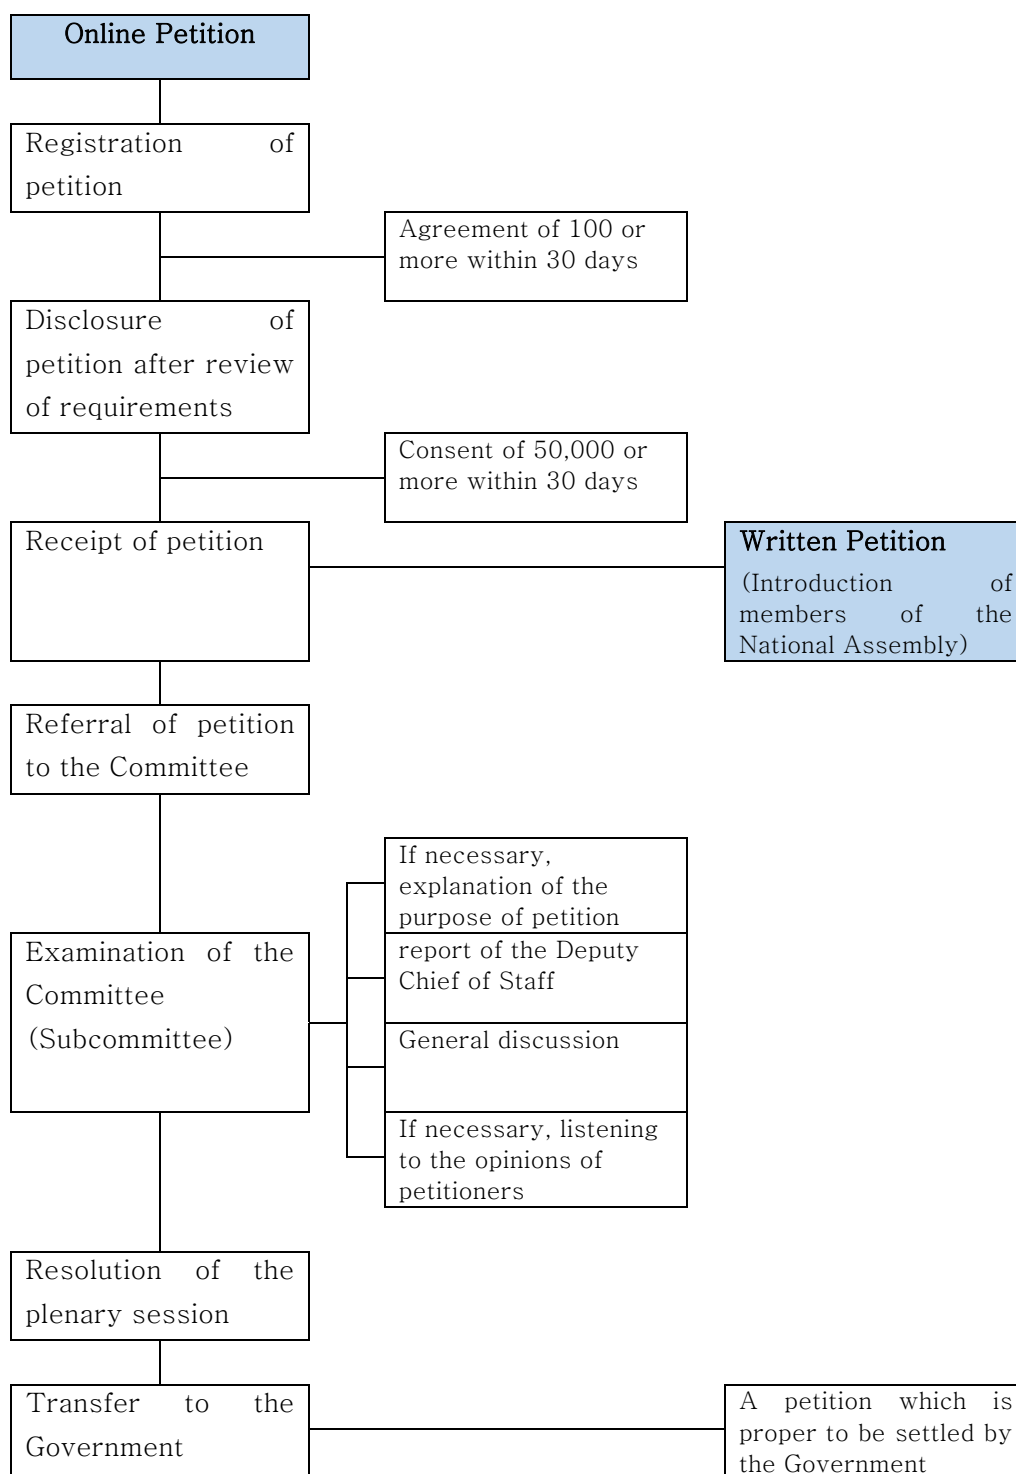 Online Petition
Registration of
petition
Agreement of 100 or
more within 30 days
Disclosure of
petition after review
of requirements
Consent of 50,000 or
more within 30 days
Receipt of petition
Written Petition
(Introduction of
members of the
National Assembly)
Referral of petition
to the Committee
If necessary,
explanation of the
purpose of petition
Examination of the
Committee
(Subcommittee)
report of the Deputy
Chief of Staff
General discussion
If necessary, listening
to the opinions of
petitioners
Resolution of the
plenary session
Transfer to the
Government
A petition which is
proper to be settled by
the Government